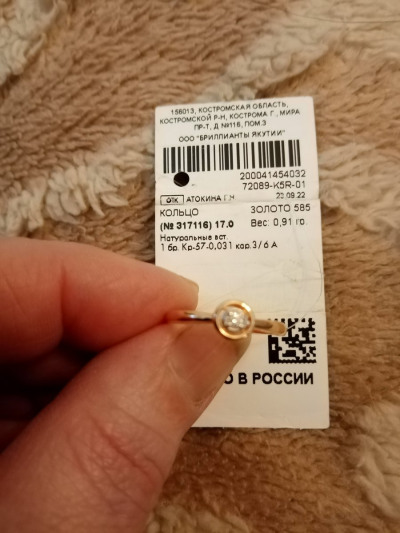 156013, КОСТРОМСКАЯ ОБЛАСТЬ,
КОСТРОМСКОЙ Р-Н, КОСТРОМА Г., МИРА
ПР-Т, Д.№116, ПОМ.3
ООО "БРИЛЛИАНТЫ ЯКУТИИ"
200041454032
72089-K5R-01
ОТК АТОКИНА Г.Н 22.09.22
КОЛЬЦО ЗОЛОТО 585
(№ 317116) 17.0 Вес: 0,91 гр.
Натуральные вст.
1 бр. Кр-57-0,031 кар.3/6 А
О В РОССИИ